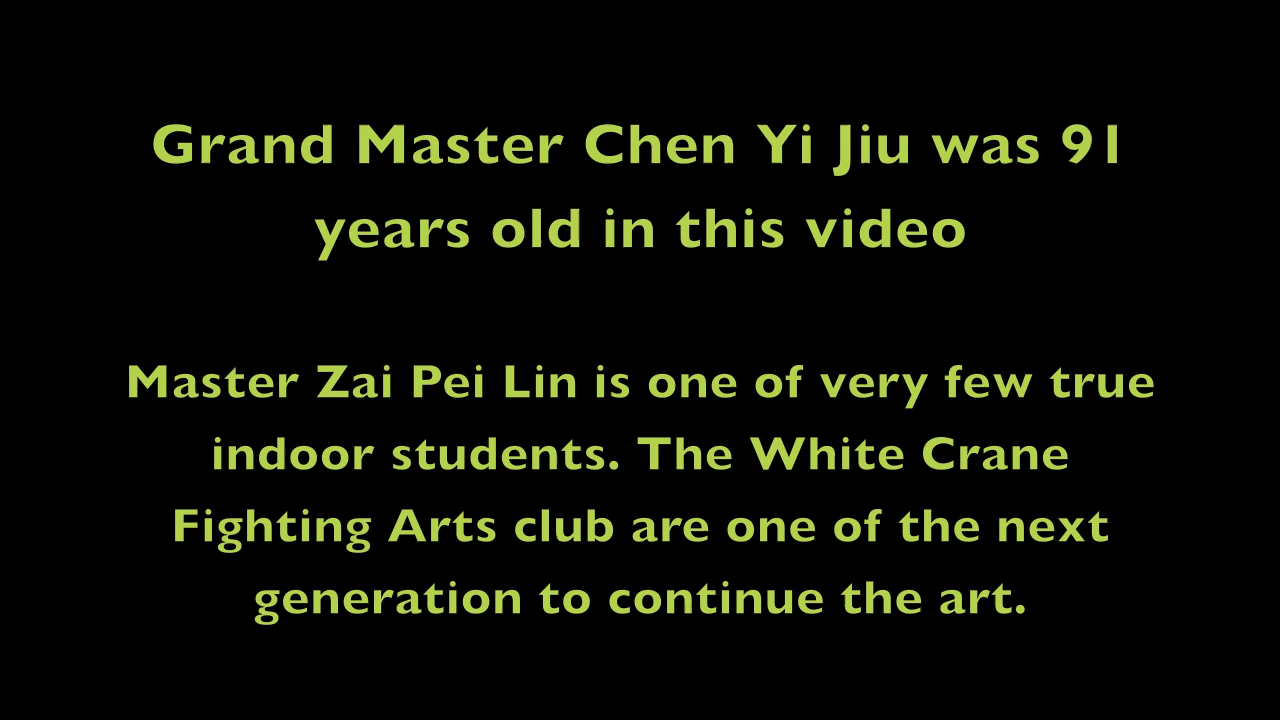 Grand Master Chen Yi Jiu was 91
years old in this video
Master Zai Pei Lin is one of very few true
indoor students. The White Crane
Fighting Arts club are one of the next
generation to continue the art.